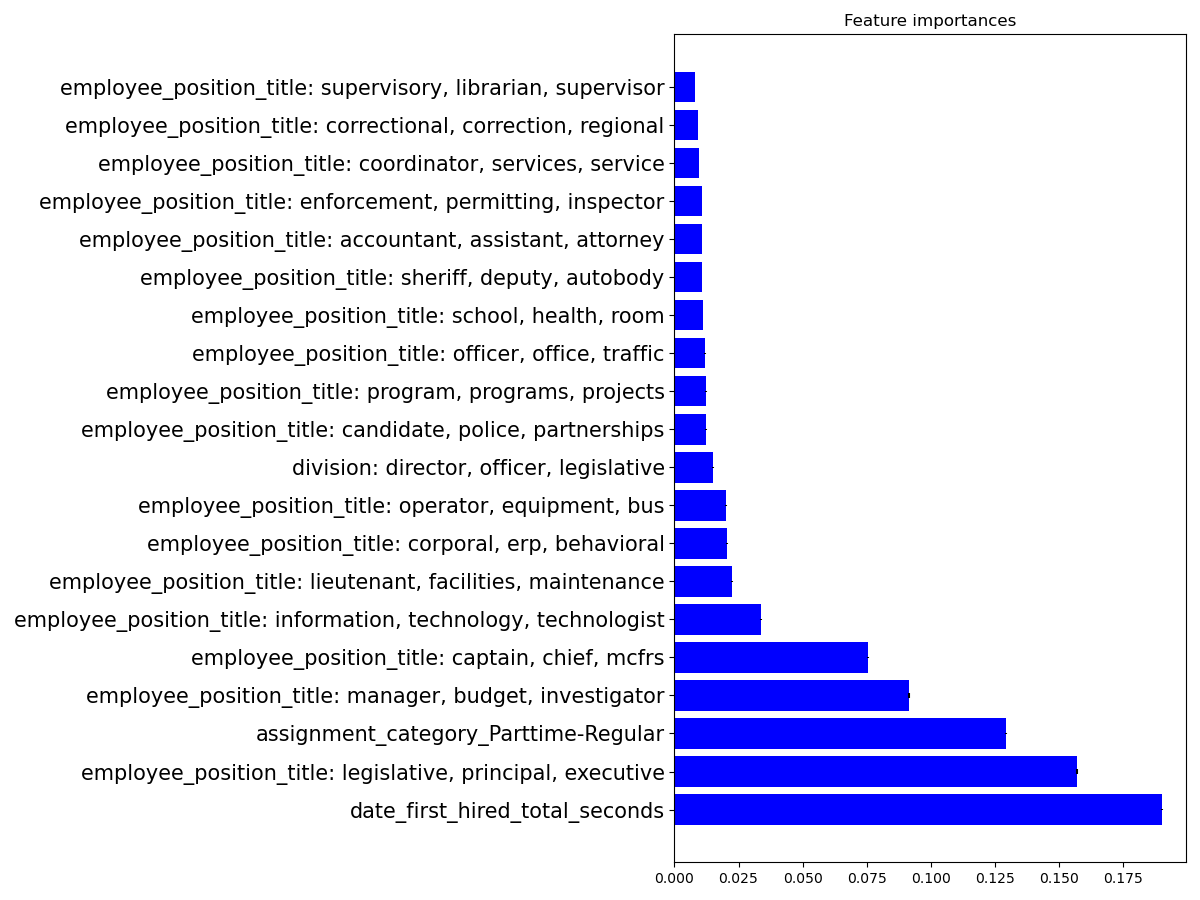 Feature importances
employee_position_title: supervisory, librarian, supervisor
employee_position_title: correctional, correction, regional
employee_position_title: coordinator, services, service
employee_position_title: enforcement, permitting, inspector
employee_position_title: accountant, assistant, attorney
employee_position_title: sheriff, deputy, autobody
employee_position_title: school, health, room
employee_position_title: officer, office, traffic
employee_position_title: program, programs, projects
employee_position_title: candidate, police, partnerships
division: director, officer, legislative
employee_position_title: operator, equipment, bus
employee_position_title: corporal, erp, behavioral
employee_position_title: lieutenant, facilities, maintenance
employee_position_title: information, technology, technologist
employee_position_title: captain, chief, mcfrs
employee_position_title: manager, budget, investigator
assignment_category_Parttime-Regular
employee_position_title: legislative, principal, executive
date_first_hired_total_seconds
0.000 0.025 0.050 0.075 0.100 0.125 0.150 0.175